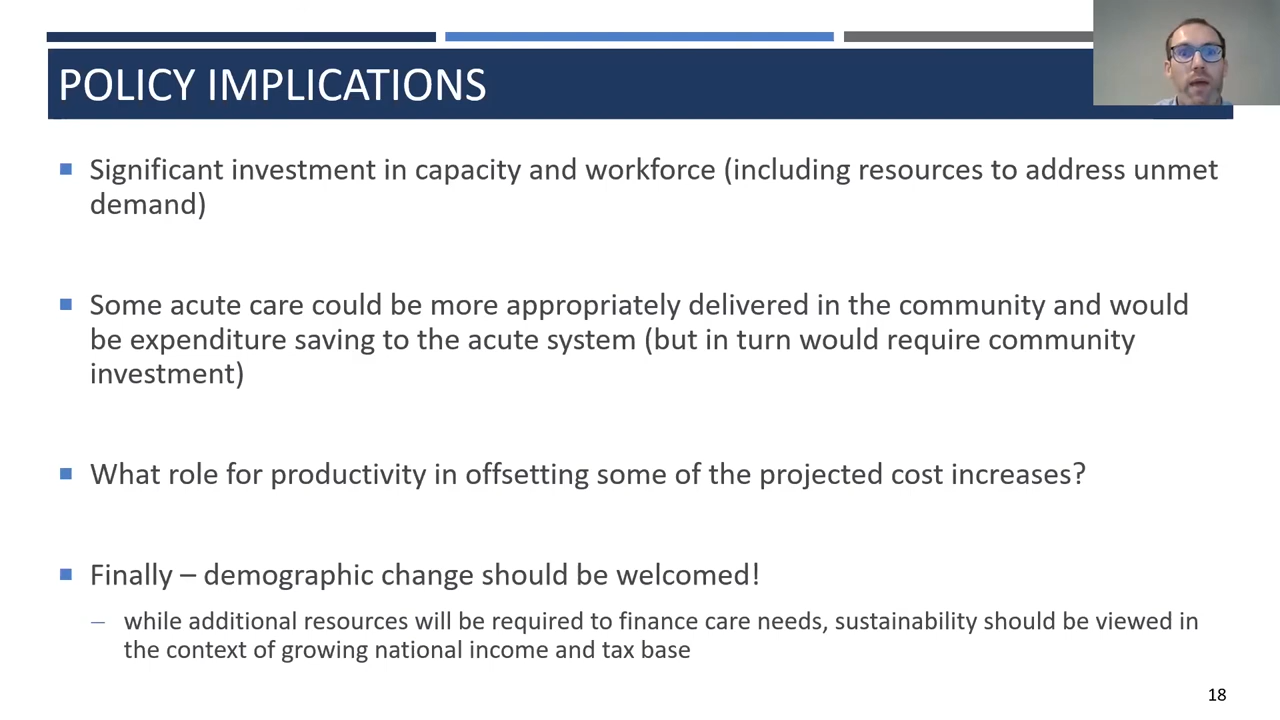 POLICY IMPLICATIONS
Significant investment in capacity and workforce (including resources to address unmet
demand)
Some acute care could be more appropriately delivered in the community and would
be expenditure saving to the acute system (but in turn would require community
investment)
What role for productivity in offsetting some of the projected cost increases?
Finally – demographic change should be welcomed!
– while additional resources will be required to finance care needs, sustainability should be viewed in
the context of growing national income and tax base
18